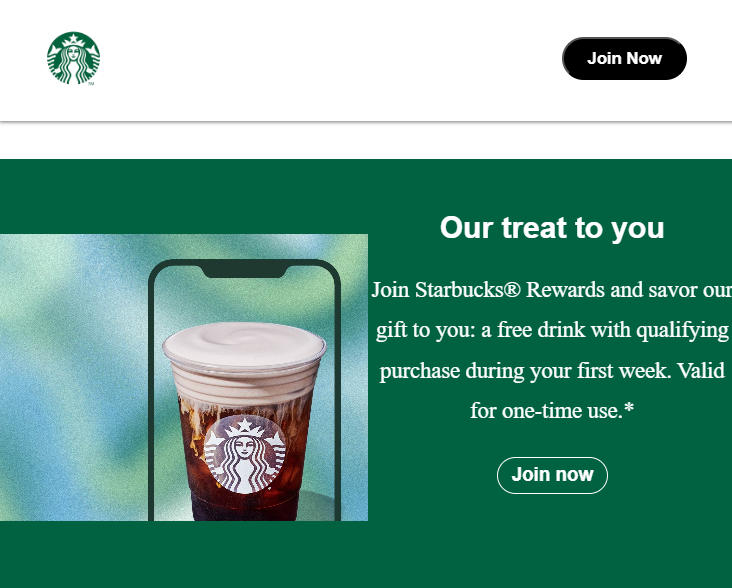 TM
Join Now
Our treat to you
Join Starbucks® Rewards and savor our
gift to you: a free drink with qualifying
purchase during your first week. Valid
for one-time use.*
Join now